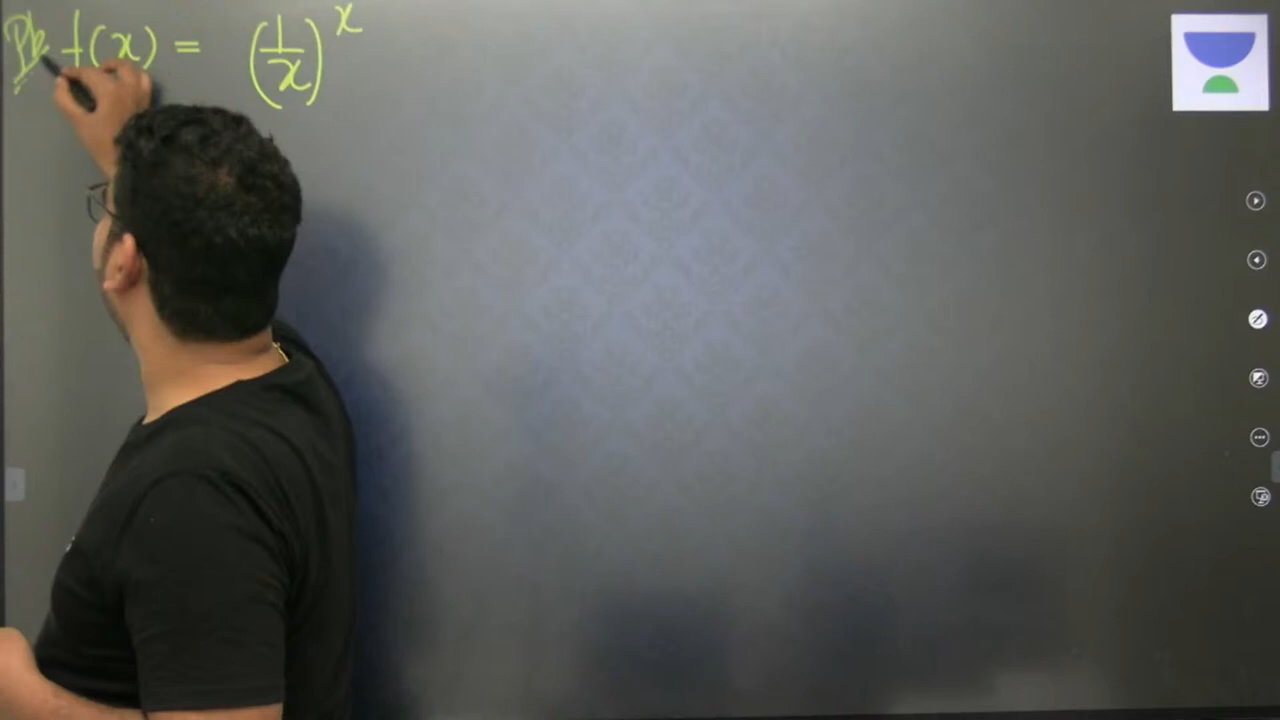 f(x) = (1/x)^x